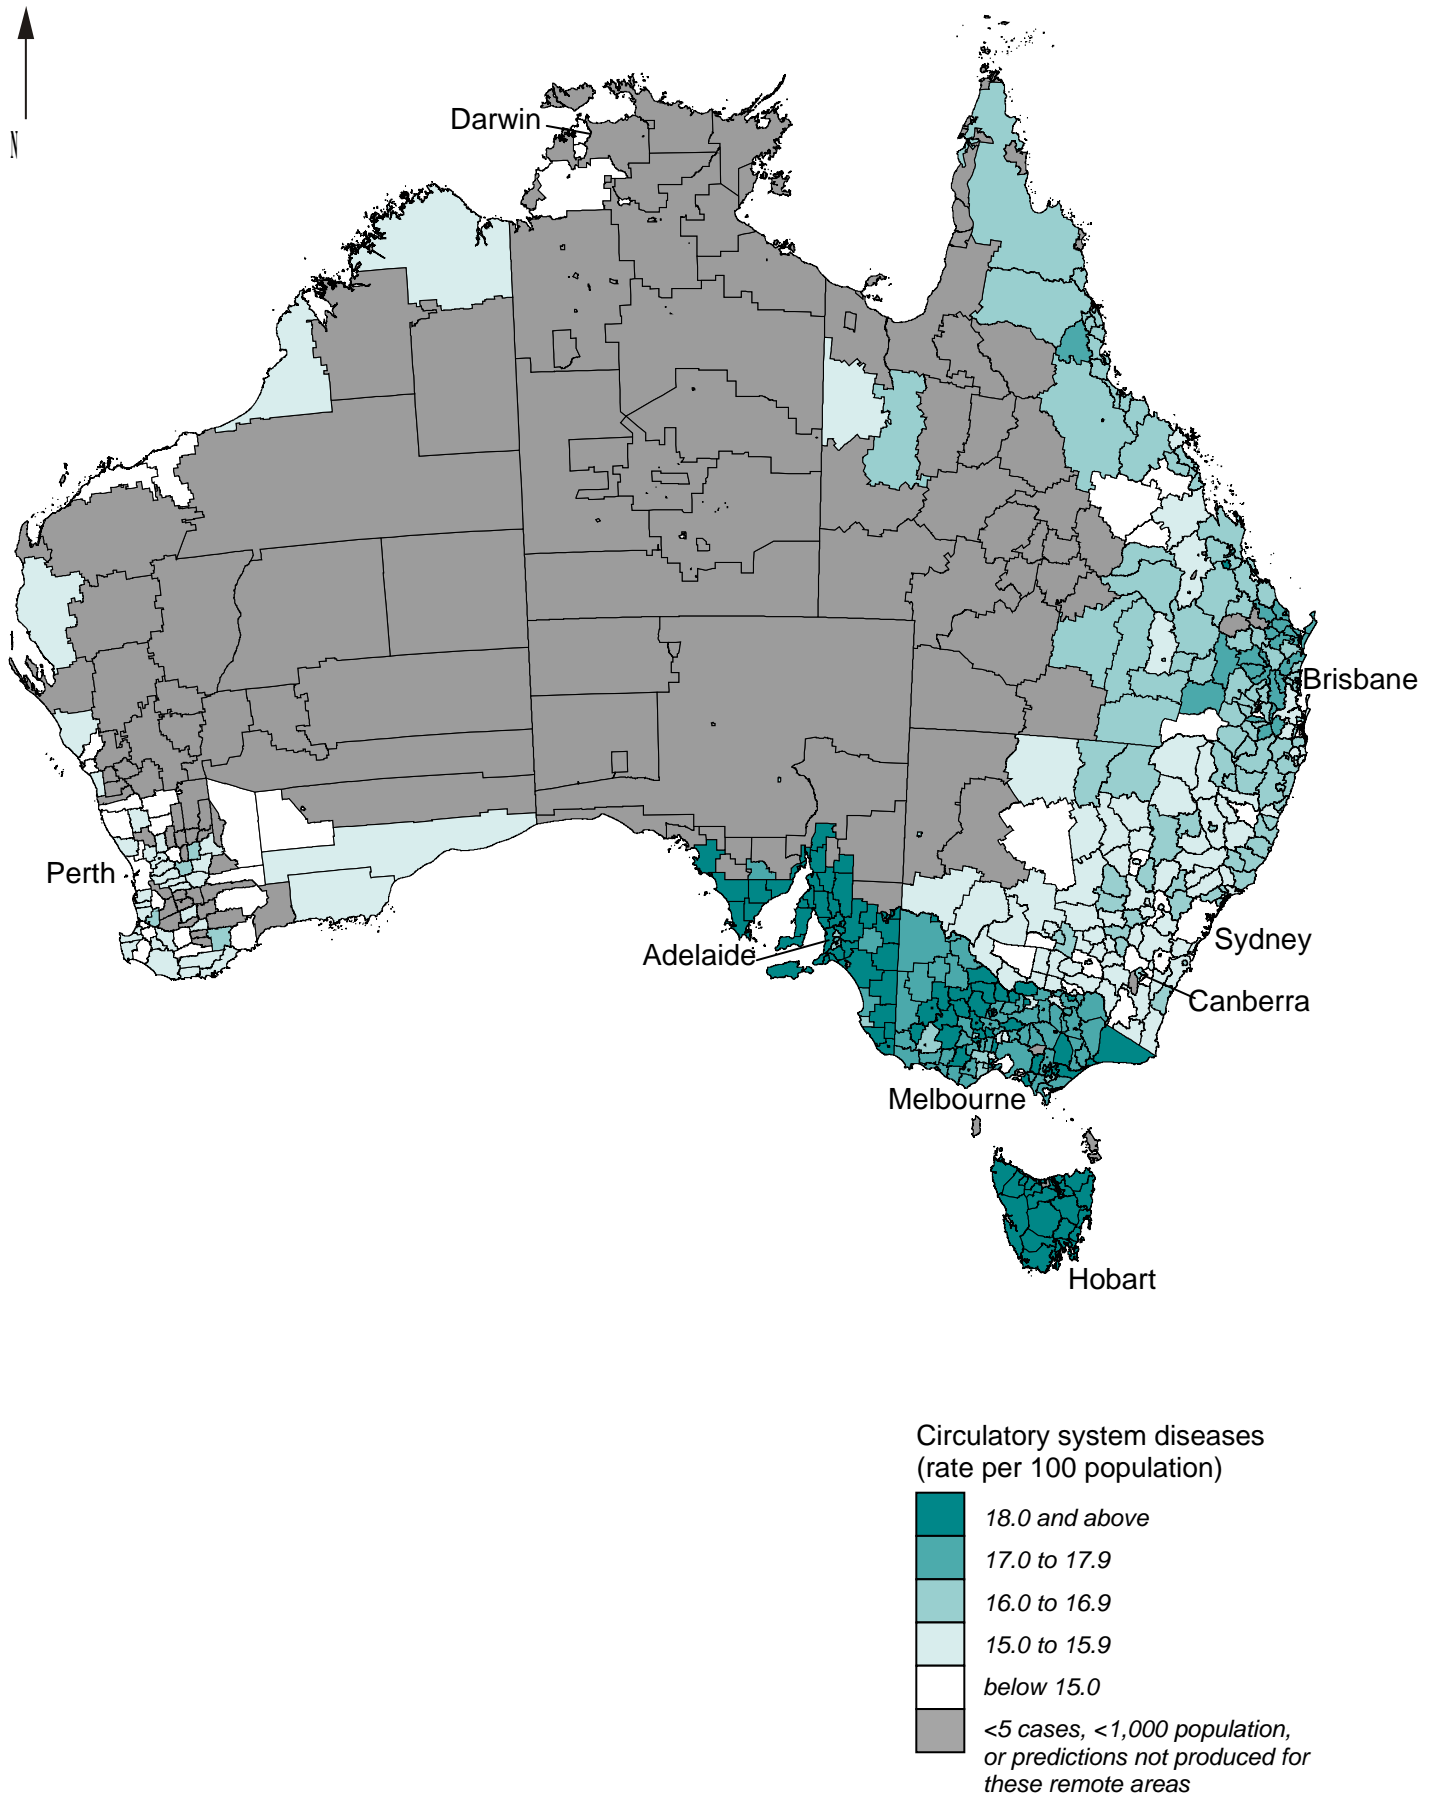 N
Darwin
Brisbane
Perth
Adelaide
Sydney
Canberra
Melbourne
Hobart
Circulatory system diseases
(rate per 100 population)
18.0 and above
17.0 to 17.9
16.0 to 16.9
15.0 to 15.9
below 15.0
<5 cases, <1,000 population,
or predictions not produced for
these remote areas